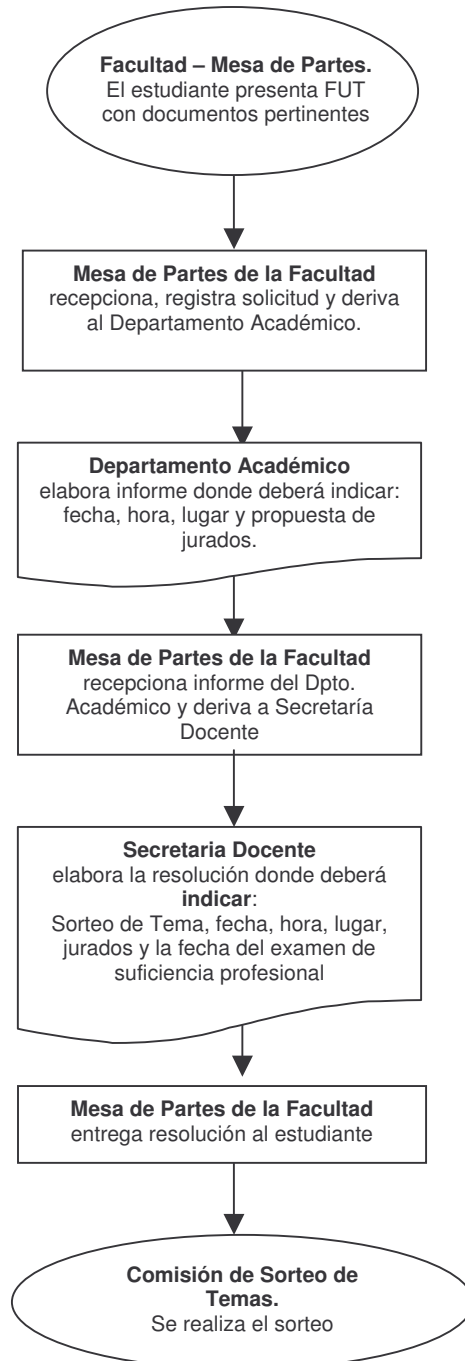 Facultad – Mesa de Partes.
El estudiante presenta FUT
con documentos pertinentes
Mesa de Partes de la Facultad
recepciona, registra solicitud y deriva
al Departamento Académico.
Departamento Académico
elabora informe donde deberá indicar:
fecha, hora, lugar y propuesta de
jurados.
Mesa de Partes de la Facultad
recepciona informe del Dpto.
Académico y deriva a Secretaría
Docente
Secretaria Docente
elabora la resolución donde deberá
indicar:
Sorteo de Tema, fecha, hora, lugar,
jurados y la fecha del examen de
suficiencia profesional
Mesa de Partes de la Facultad
entrega resolución al estudiante
Comisión de Sorteo de
Temas.
Se realiza el sorteo